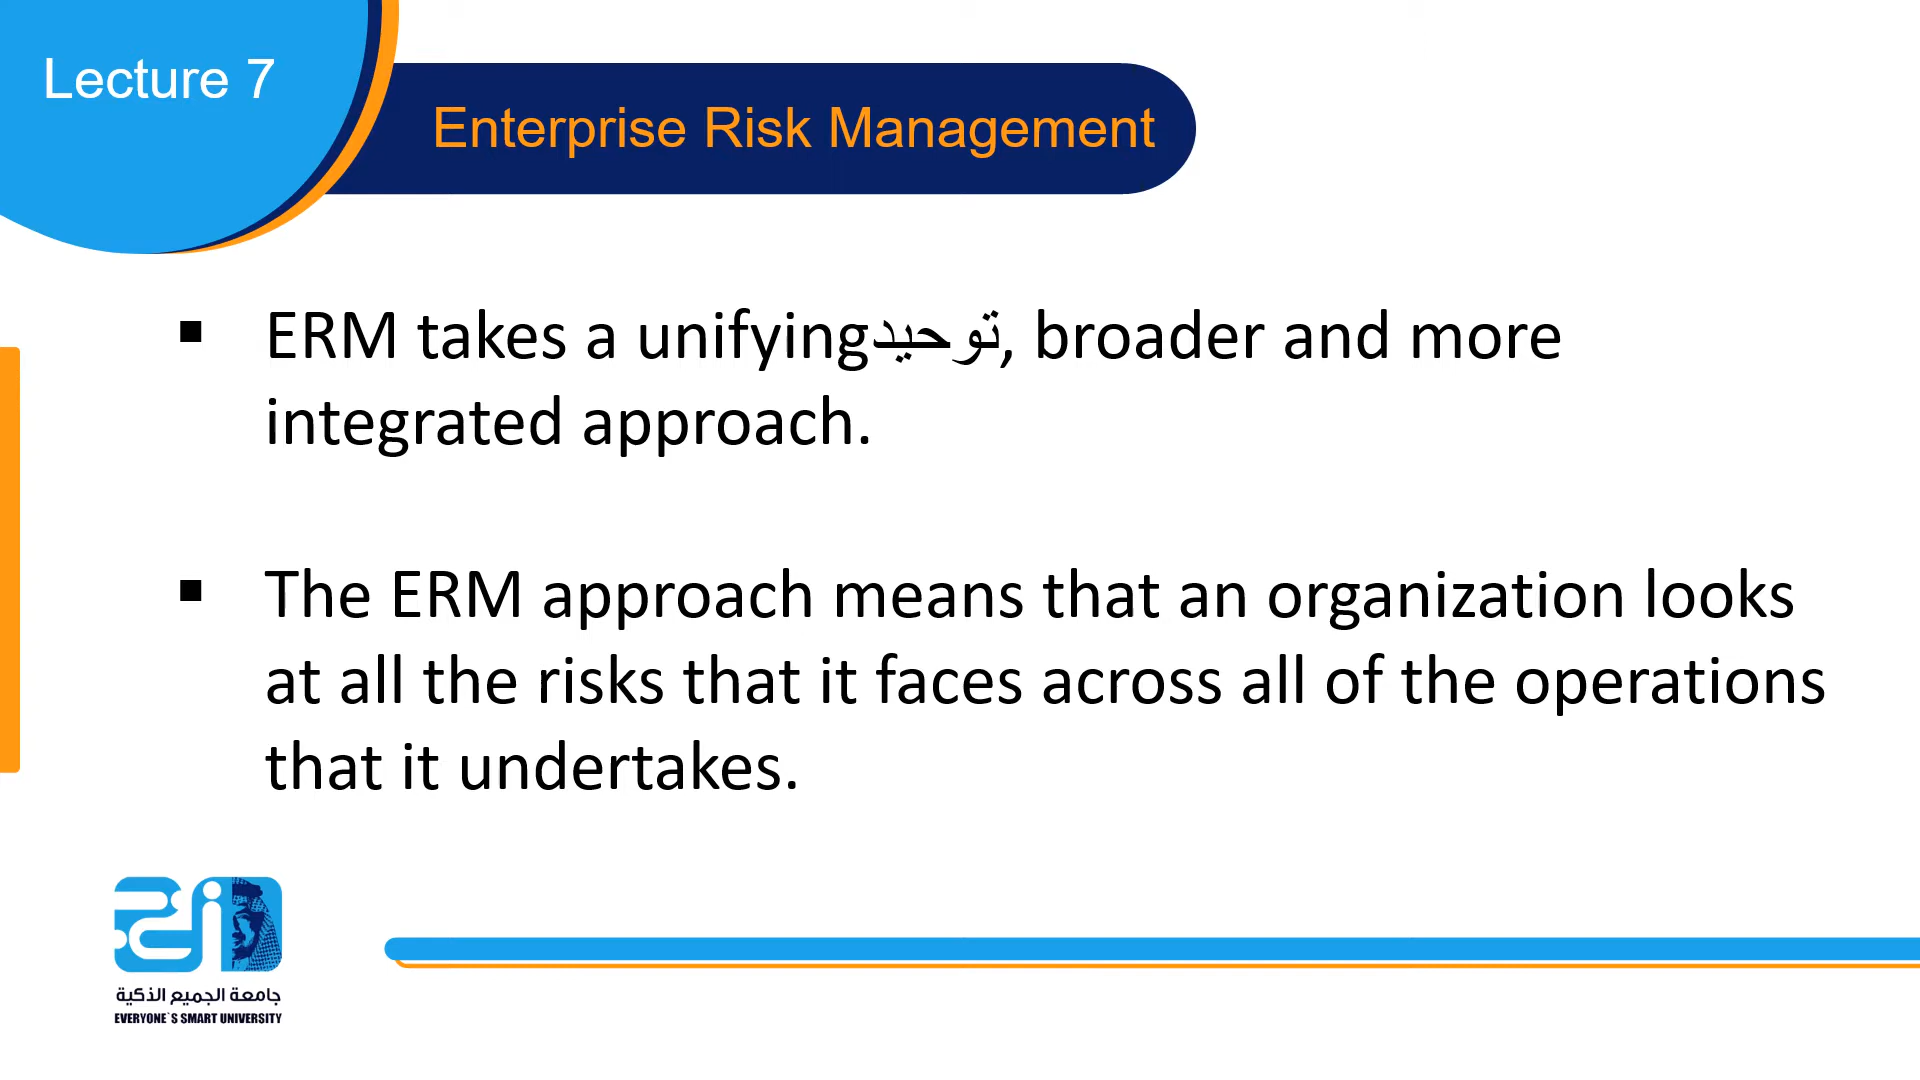 Lecture 7
Enterprise Risk Management
▪ ERM takes a unifyingتوحيد, broader and more
integrated approach.
▪ The ERM approach means that an organization looks
at all the risks that it faces across all of the operations
that it undertakes.
جامعة الجميع الذكية
EVERYONE`S SMART UNIVERSITY